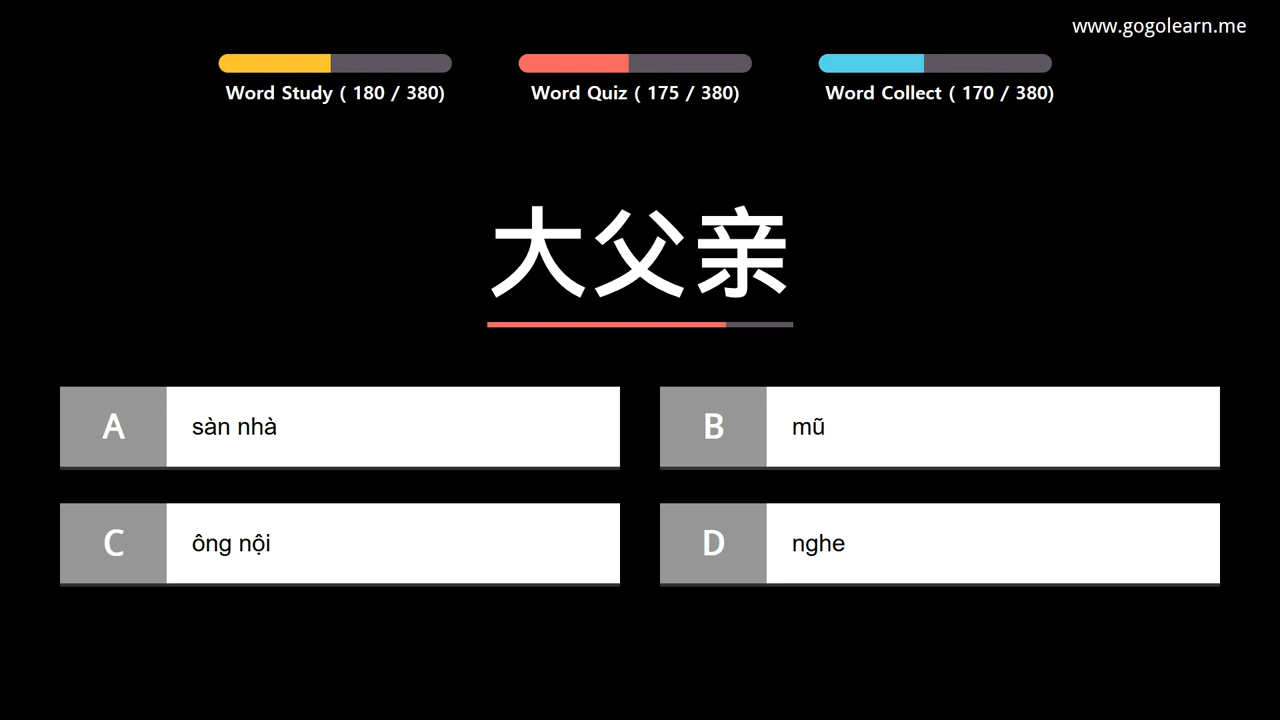 www.gogolearn.me
Word Study ( 180 / 380)
Word Quiz ( 175 / 380)
Word Collect ( 170 / 380)
大父亲
A
sàn nhà
B
mũ
C
ông nội
D
nghe